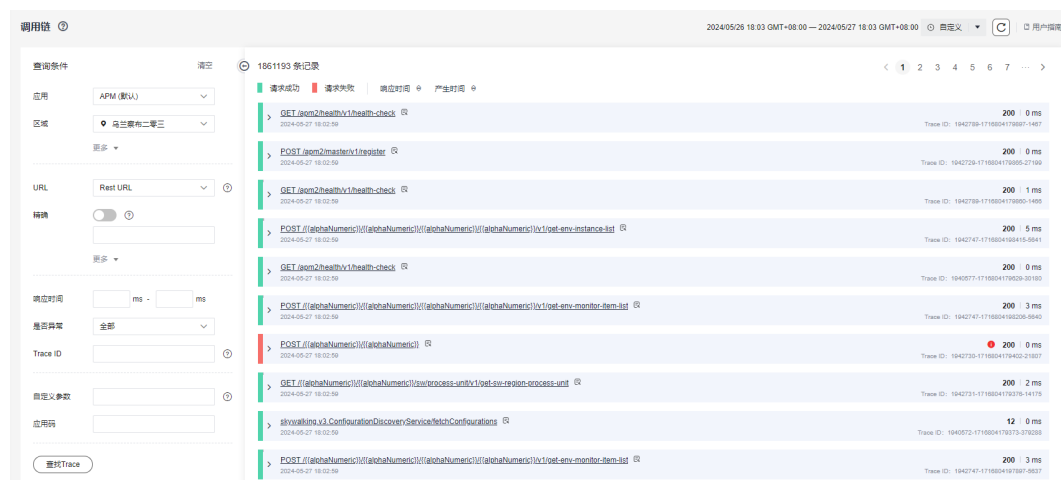 调用链
2024/05/26 18:03 GMT+08:00 — 2024/05/27 18:03 GMT+08:00 自定义 用户指南
查询条件 清空
应用 APM (默认)
区域 乌兰察布二零三
更多
URL Rest URL
精确
更多
响应时间 ms - ms
是否异常 全部
Trace ID
自定义参数
应用码
查找Trace
1861193 条记录
1 2 3 4 5 6 7 ...
请求成功 请求失败 响应时间 产生时间
GET /apm2/health/v1/health-check 200 0 ms
2024-05-27 18:02:59 Trace ID: 1942789-1716804179897-1467
POST /apm2/master/v1/register 200 0 ms
2024-05-27 18:02:59 Trace ID: 1942729-1716804179865-27199
GET /apm2/health/v1/health-check 200 1 ms
2024-05-27 18:02:59 Trace ID: 1942789-1716804179860-1466
POST /{{alphaNumeric}}/{{alphaNumeric}}/{{alphaNumeric}}/{{alphaNumeric}}/v1/get-env-instance-list 200 5 ms
2024-05-27 18:02:59 Trace ID: 1942747-1716804198415-5641
GET /apm2/health/v1/health-check 200 0 ms
2024-05-27 18:02:59 Trace ID: 1940577-1716804179629-30180
POST /{{alphaNumeric}}/{{alphaNumeric}}/{{alphaNumeric}}/{{alphaNumeric}}/v1/get-env-monitor-item-list 200 3 ms
2024-05-27 18:02:59 Trace ID: 1942747-1716804198206-5640
POST /{{alphaNumeric}}/{{alphaNumeric}} 200 0 ms
2024-05-27 18:02:59 Trace ID: 1942730-1716804179402-21807
GET /{{alphaNumeric}}/{{alphaNumeric}}/sw/process-unit/v1/get-sw-region-process-unit 200 2 ms
2024-05-27 18:02:59 Trace ID: 1942731-1716804179376-14175
skywalking.v3.ConfigurationDiscoveryService/fetchConfigurations 12 0 ms
2024-05-27 18:02:59 Trace ID: 1940572-1716804179373-379288
POST /{{alphaNumeric}}/{{alphaNumeric}}/{{alphaNumeric}}/{{alphaNumeric}}/v1/get-env-monitor-item-list 200 3 ms
2024-05-27 18:02:59 Trace ID: 1942747-1716804197897-5637